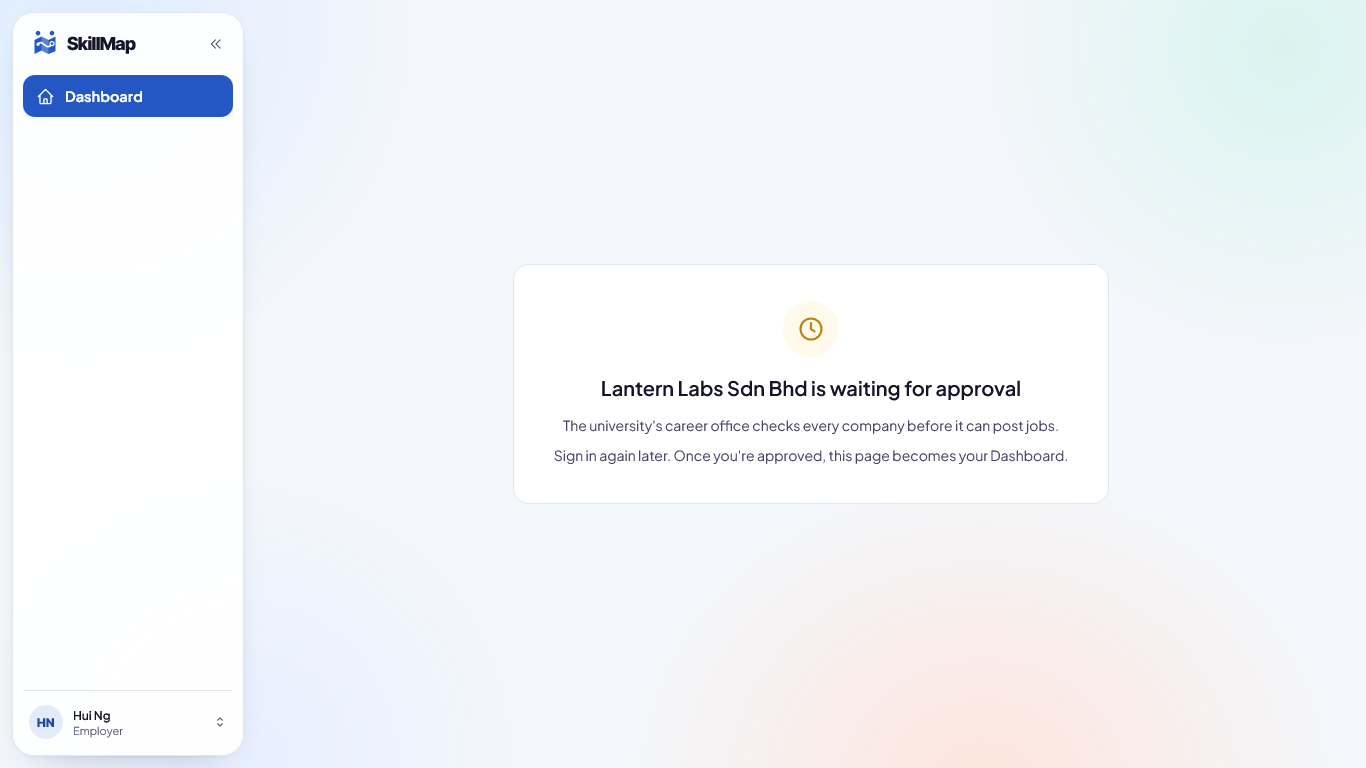 SkillMap
Dashboard
Lantern Labs Sdn Bhd is waiting for approval
The university's career office checks every company before it can post jobs.
Sign in again later. Once you're approved, this page becomes your Dashboard.
HN
Hui Ng
Employer